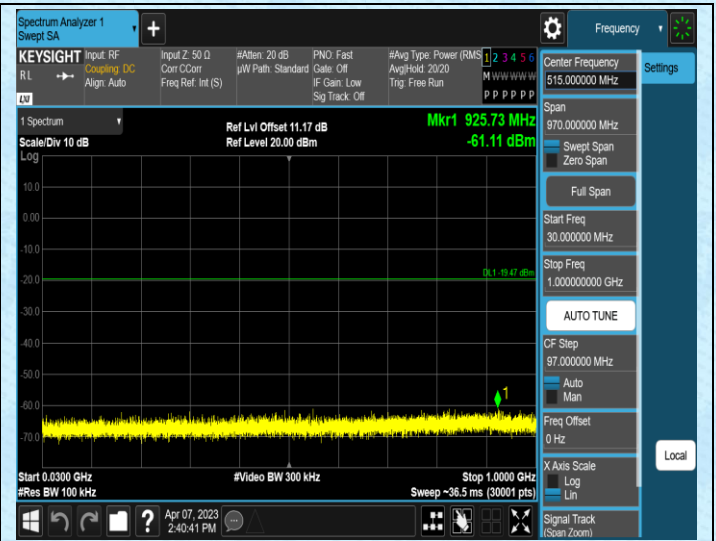 Spectrum Analyzer 1
Swept SA
+
Frequency
KEYSIGHT
RL
LXI
Input: RF
Coupling: DC
Align: Auto
Input Z: 50 Ω
Corr CCorr
Freq Ref: Int (S)
#Atten: 20 dB
µW Path: Standard
PNO: Fast
Gate: Off
IF Gain: Low
Sig Track: Off
#Avg Type: Power (RMS
Avg|Hold: 20/20
Trig: Free Run
1 2 3 4 5 6
M W W W W W
P P P P P P
1 Spectrum
Scale/Div 10 dB
Log
Ref Lvl Offset 11.17 dB
Ref Level 20.00 dBm
Mkr1 925.73 MHz
-61.11 dBm
10.0
0.00
-10.0
-20.0
-30.0
-40.0
-50.0
-60.0
-70.0
DL1 -19.47 dBm
1
Start 0.0300 GHz
#Res BW 100 kHz
#Video BW 300 kHz
Stop 1.0000 GHz
Sweep ~36.5 ms (30001 pts)
?
Apr 07, 2023
2:40:41 PM
Center Frequency
515.000000 MHz
Span
970.000000 MHz
Swept Span
Zero Span
Full Span
Start Freq
30.000000 MHz
Stop Freq
1.000000000 GHz
AUTO TUNE
CF Step
97.000000 MHz
Auto
Man
Freq Offset
0 Hz
X Axis Scale
Log
Lin
Signal Track
(Span Zoom)
Settings
Local